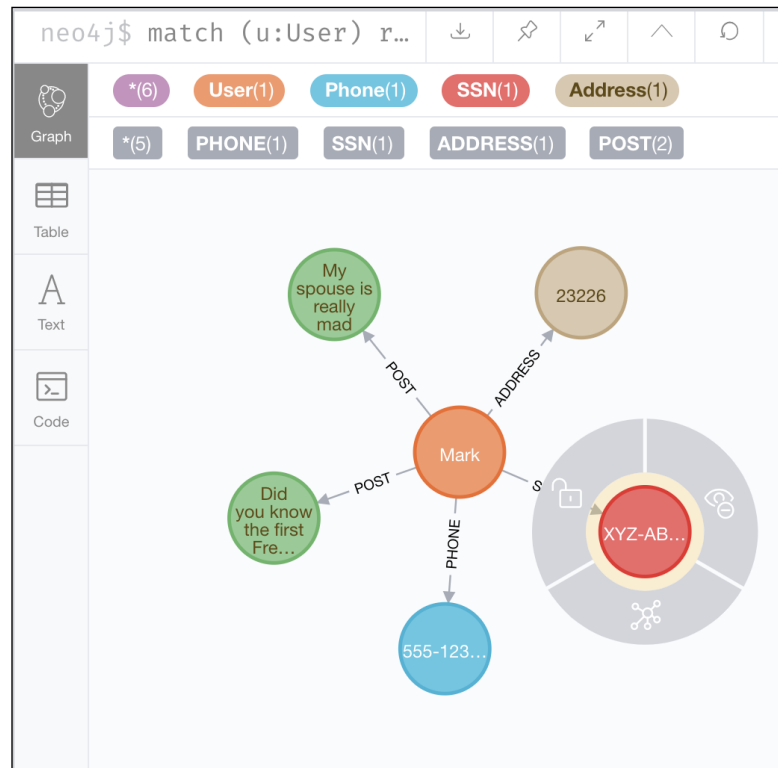 neo4j$ match (u:User) r…
*(6) User(1) Phone(1) SSN(1) Address(1)
Graph
*(5) PHONE(1) SSN(1) ADDRESS(1) POST(2)
Table
Text
Code
My
spouse is
really
mad
23226
POST
ADDRESS
Mark
POST
S
Did
you know
the first
Fre…
PHONE
XYZ-AB…
555-123…